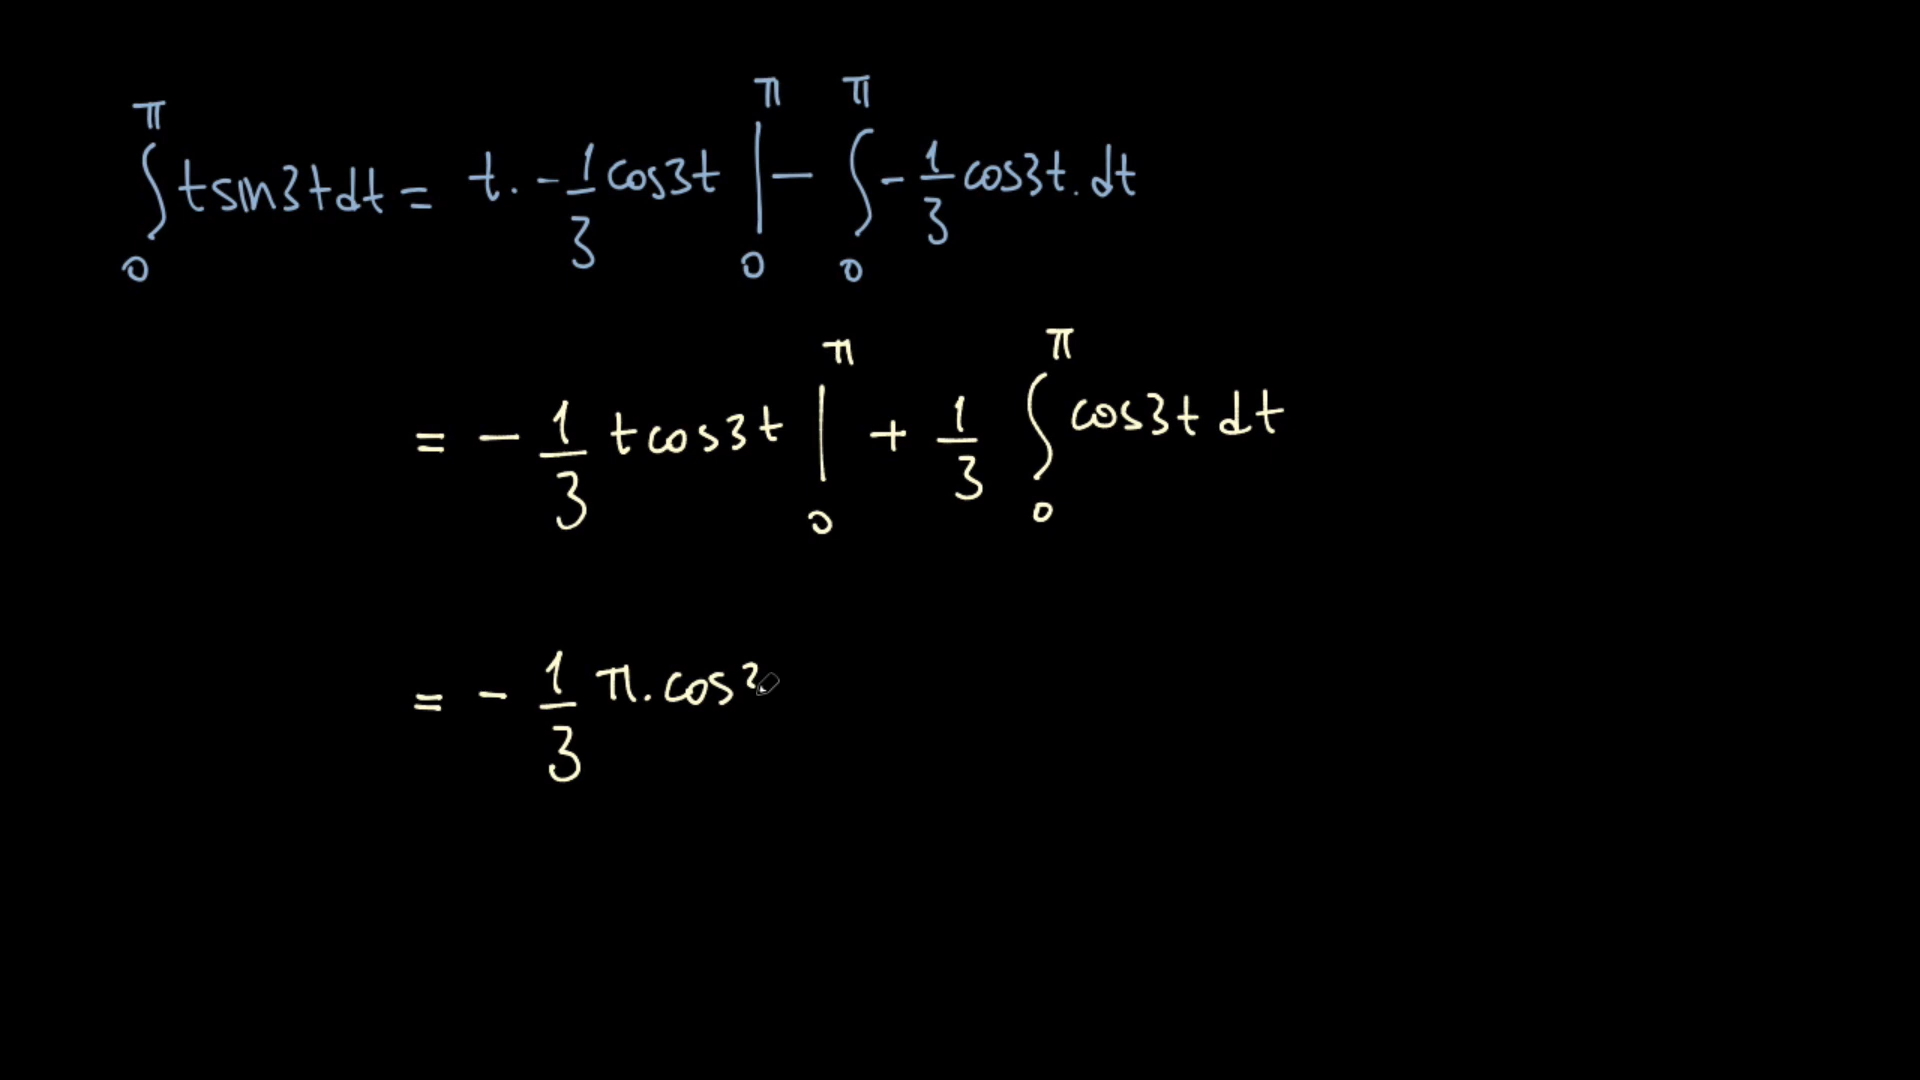 ∫₀^π t sin3t dt = t · -1/3 cos3t |₀^π - ∫₀^π -1/3 cos3t · dt
= - 1/3 t cos3t |₀^π + 1/3 ∫₀^π cos3t dt
= - 1/3 π · cos